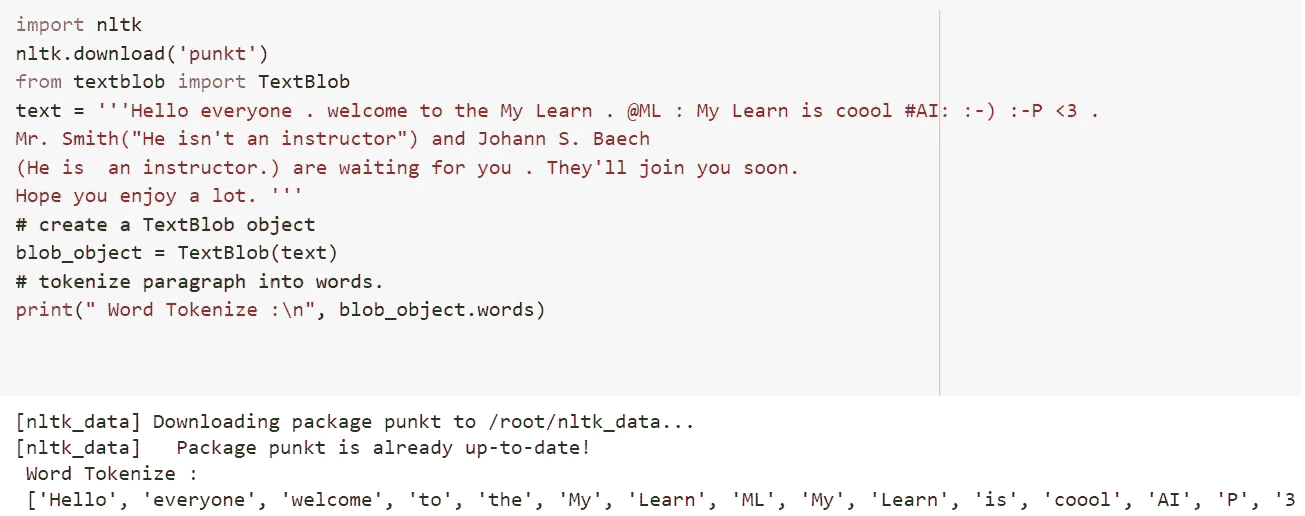 import nltk
nltk.download('punkt')
from textblob import TextBlob
text = '''Hello everyone . welcome to the My Learn . @ML : My Learn is coool #AI: :-) :-P <3 .
Mr. Smith("He isn't an instructor") and Johann S. Baech
(He is  an instructor.) are waiting for you . They'll join you soon.
Hope you enjoy a lot. '''
# create a TextBlob object
blob_object = TextBlob(text)
# tokenize paragraph into words.
print(" Word Tokenize :\n", blob_object.words)
[nltk_data] Downloading package punkt to /root/nltk_data...
[nltk_data]   Package punkt is already up-to-date!
 Word Tokenize :
 ['Hello', 'everyone', 'welcome', 'to', 'the', 'My', 'Learn', 'ML', 'My', 'Learn', 'is', 'coool', 'AI', 'P', '3